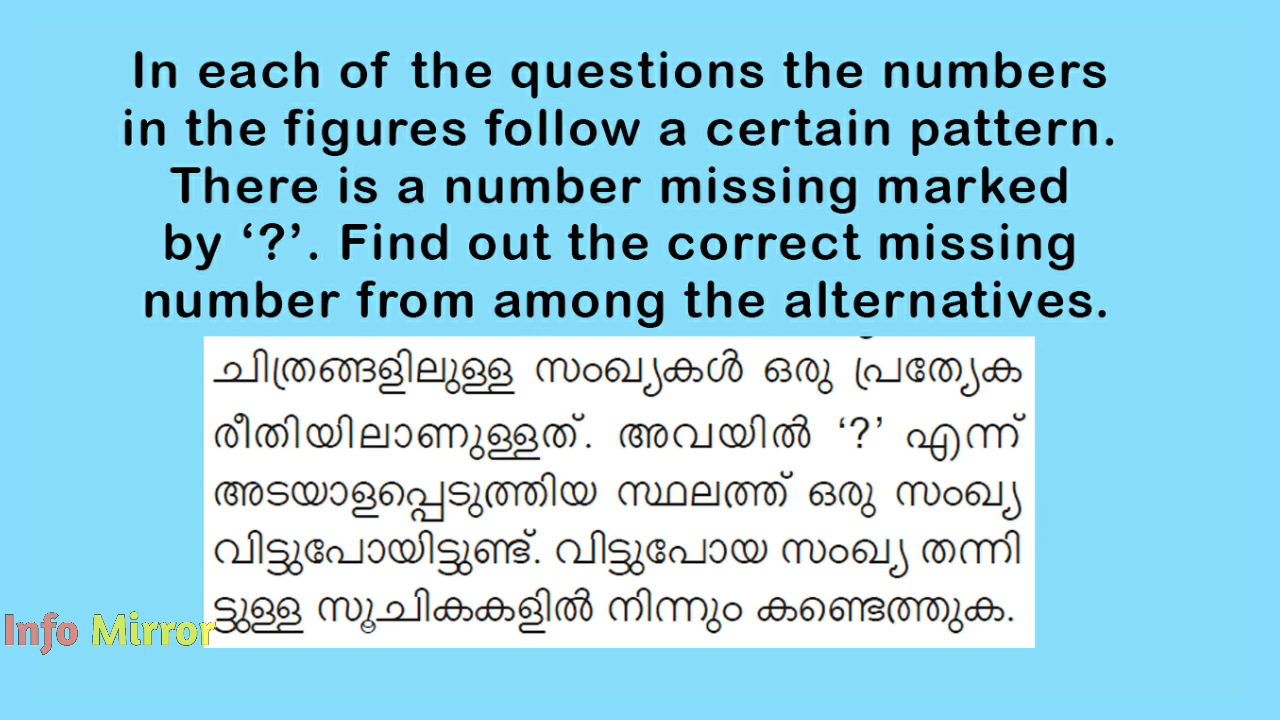 In each of the questions the numbers
in the figures follow a certain pattern.
There is a number missing marked
by ‘?’. Find out the correct missing
number from among the alternatives.
ചിത്രങ്ങളിലുള്ള സംഖ്യകൾ ഒരു പ്രത്യേക
രീതിയിലാണുള്ളത്. അവയിൽ ‘?’ എന്ന്
അടയാളപ്പെടുത്തിയ സ്ഥലത്ത് ഒരു സംഖ്യ
വിട്ടുപോയിട്ടുണ്ട്. വിട്ടുപോയ സംഖ്യ തന്നി
ട്ടുള്ള സൂചികകളിൽ നിന്നും കണ്ടെത്തുക.
Info Mirror